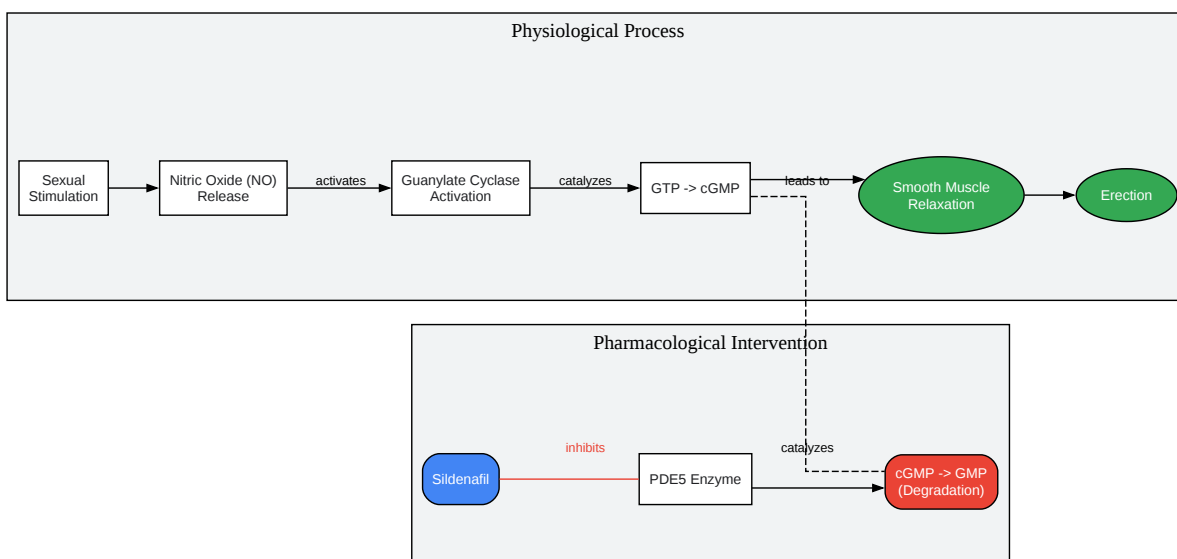 Physiological Process
Sexual
Stimulation
Nitric Oxide (NO)
Release
activates
Guanylate Cyclase
Activation
catalyzes
GTP -> cGMP
leads to
Smooth Muscle
Relaxation
Erection
Pharmacological Intervention
Sildenafil
inhibits
PDE5 Enzyme
catalyzes
cGMP -> GMP
(Degradation)